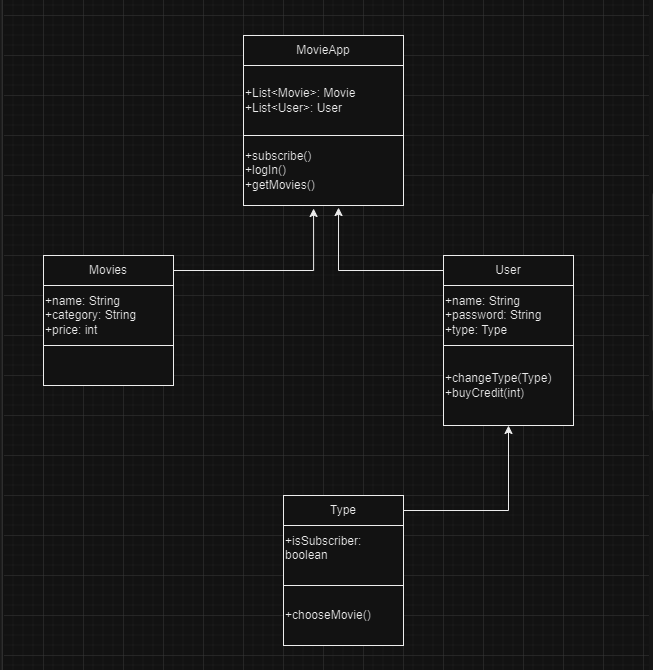 MovieApp
+List<Movie>: Movie
+List<User>: User
+subscribe()
+logIn()
+getMovies()
Movies
+name: String
+category: String
+price: int
User
+name: String
+password: String
+type: Type
+changeType(Type)
+buyCredit(int)
Type
+isSubscriber:
boolean
+chooseMovie()